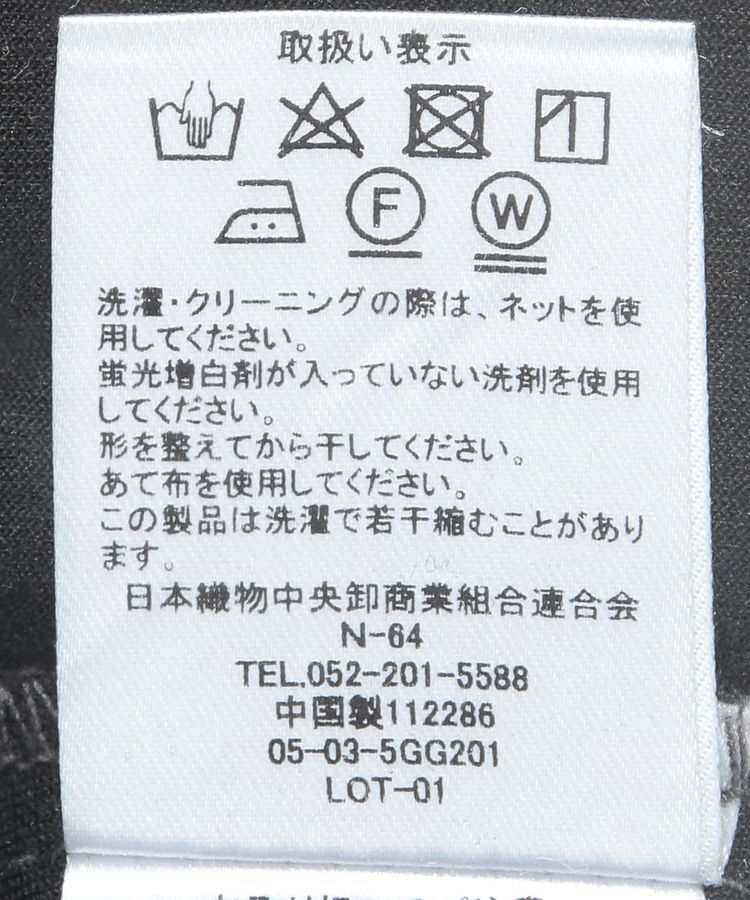 取扱い表示
F W
洗濯・クリーニングの際は、ネットを使
用してください。
蛍光増白剤が入っていない洗剤を使用
してください。
形を整えてから干してください。
あて布を使用してください。
この製品は洗濯で若干縮むことがあり
ます。
日本織物中央卸商業組合連合会
N-64
TEL.052-201-5588
中国製112286
05-03-5GG201
LOT-01